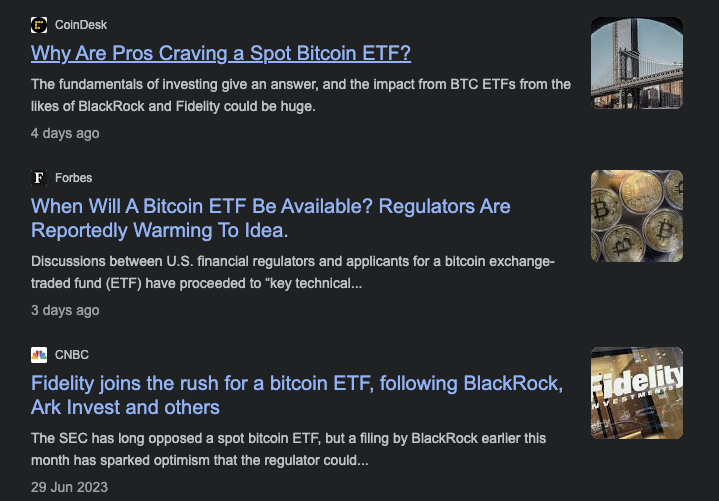 CoinDesk
Why Are Pros Craving a Spot Bitcoin ETF?
The fundamentals of investing give an answer, and the impact from BTC ETFs from the
likes of BlackRock and Fidelity could be huge.
4 days ago
F Forbes
When Will A Bitcoin ETF Be Available? Regulators Are
Reportedly Warming To Idea.
Discussions between U.S. financial regulators and applicants for a bitcoin exchange-
traded fund (ETF) have proceeded to “key technical...
3 days ago
CNBC
Fidelity joins the rush for a bitcoin ETF, following BlackRock,
Ark Invest and others
Fidelity
INVESTMENTS
The SEC has long opposed a spot bitcoin ETF, but a filing by BlackRock earlier this
month has sparked optimism that the regulator could...
29 Jun 2023